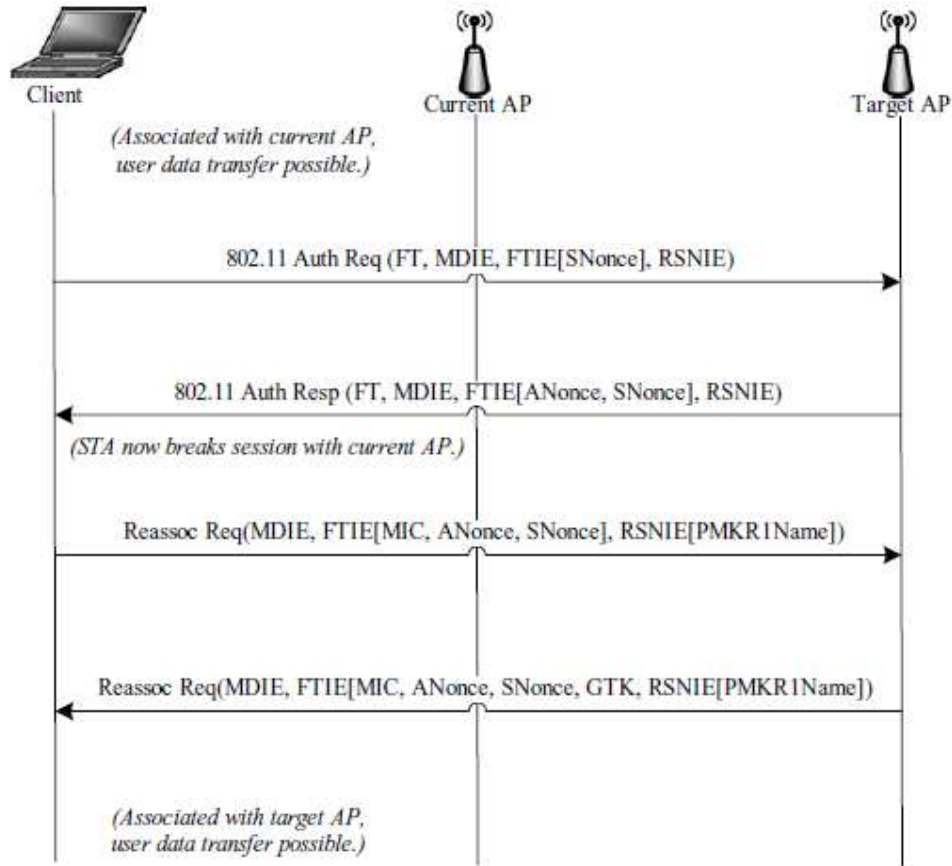 Client
Current AP
Target AP
(Associated with current AP,
user data transfer possible.)
802.11 Auth Req (FT, MDIE, FTIE[SNonce], RSNIE)
802.11 Auth Resp (FT, MDIE, FTIE[ANonce, SNonce], RSNIE)
(STA now breaks session with current AP.)
Reassoc Req(MDIE, FTIE[MIC, ANonce, SNonce], RSNIE[PMKR1Name])
Reassoc Req(MDIE, FTIE[MIC, ANonce, SNonce, GTK, RSNIE[PMKR1Name])
(Associated with target AP,
user data transfer possible.)